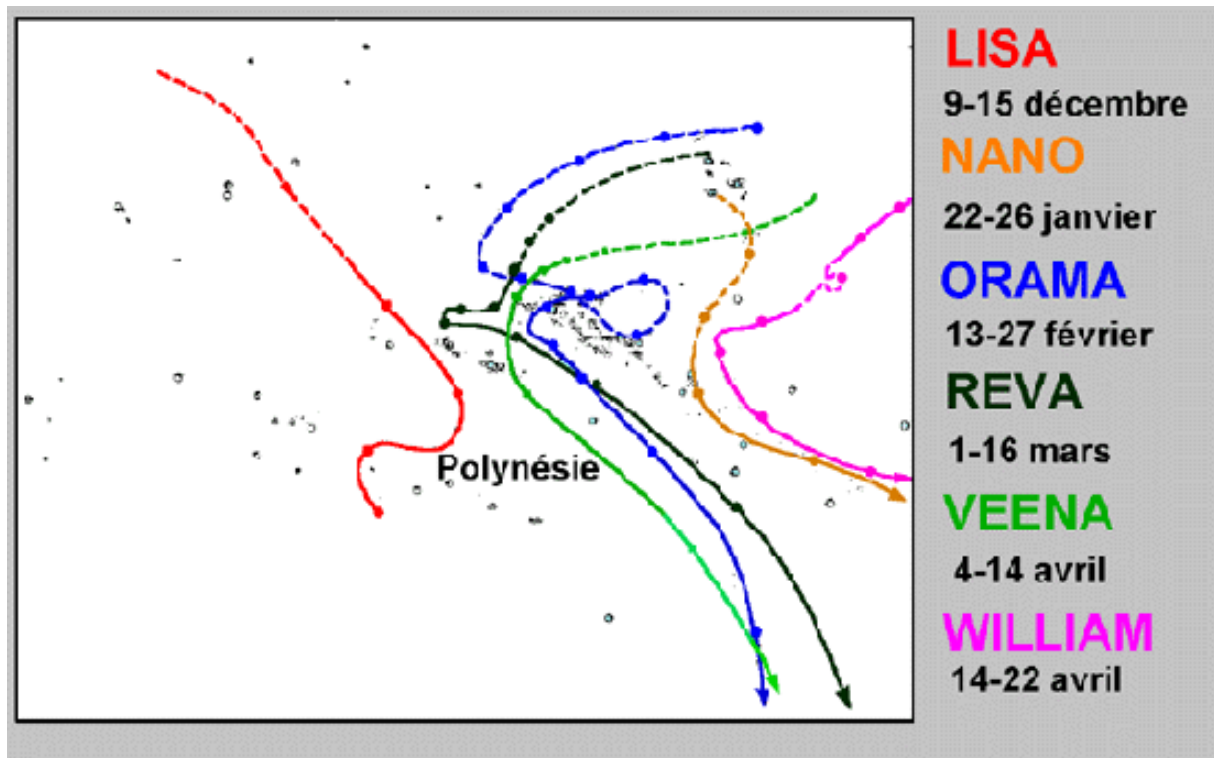 LISA
9-15 décembre
NANO
22-26 janvier
ORAMA
13-27 février
REVA
1-16 mars
VEENA
4-14 avril
WILLIAM
14-22 avril
Polynésie